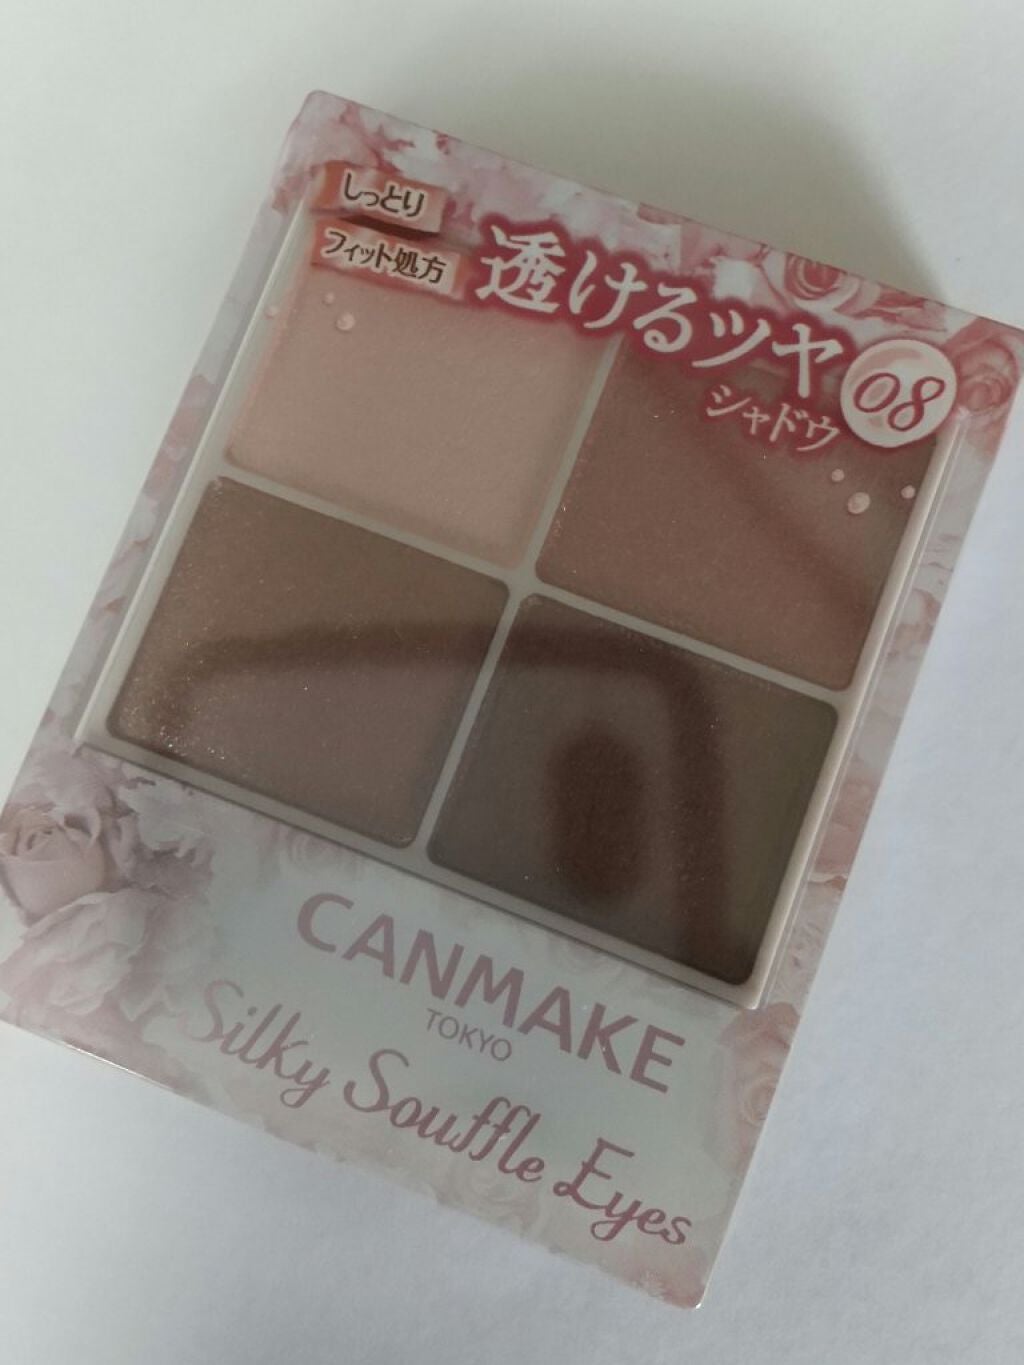 しっとり
フィット処方
透けるツヤ
シャドウ
08
CANMAKE
TOKYO
Silky Souffle Eyes